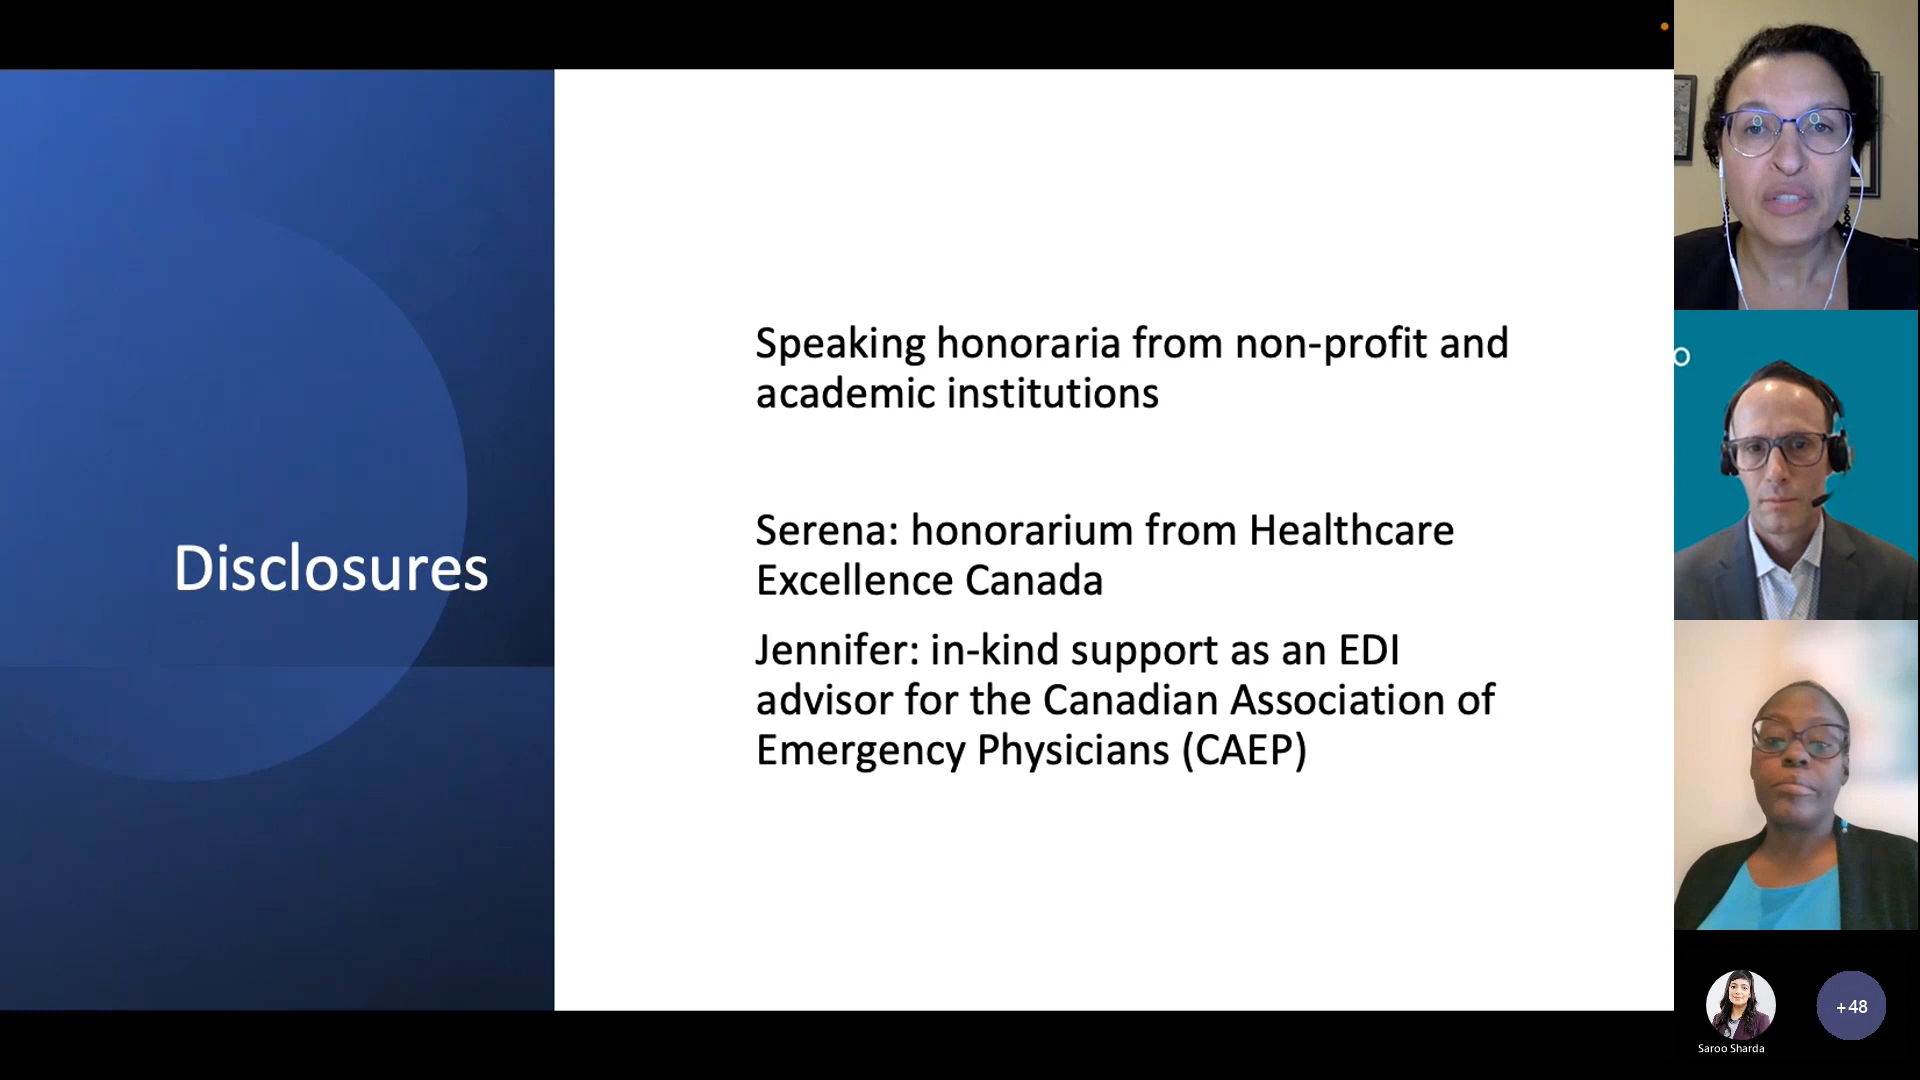 Disclosures
Speaking honoraria from non-profit and
academic institutions
Serena: honorarium from Healthcare
Excellence Canada
Jennifer: in-kind support as an EDI
advisor for the Canadian Association of
Emergency Physicians (CAEP)
o
Saroo Sharda
+48